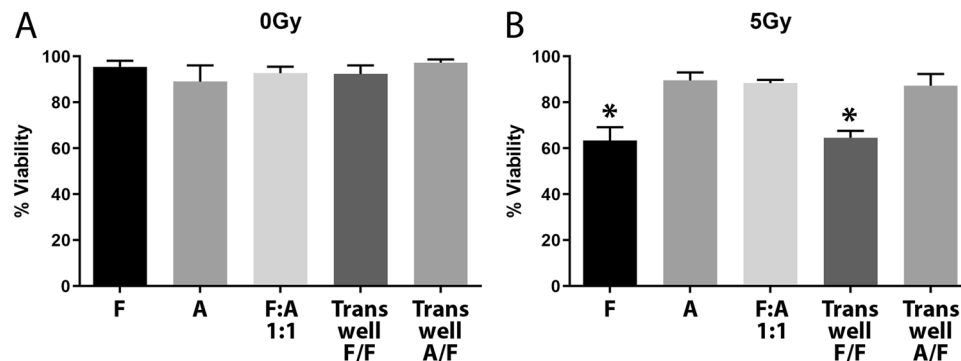 A
0Gy
% Viability
100
80
60
40
20
0
F
A
F:A
1:1
Trans
well
F/F
Trans
well
A/F
B
5Gy
% Viability
100
80
60
40
20
0
*
*
F
A
F:A
1:1
Trans
well
F/F
Trans
well
A/F